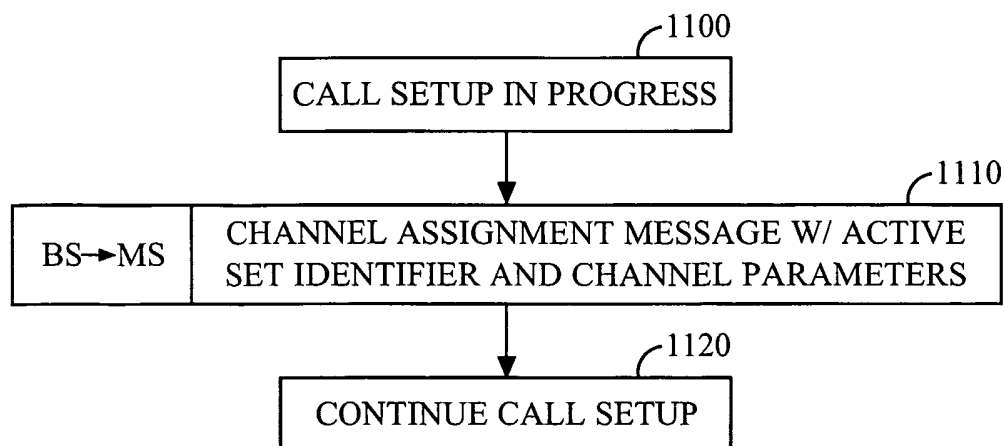 1100
CALL SETUP IN PROGRESS
1110
BS→MS
CHANNEL ASSIGNMENT MESSAGE W/ ACTIVE
SET IDENTIFIER AND CHANNEL PARAMETERS
1120
CONTINUE CALL SETUP